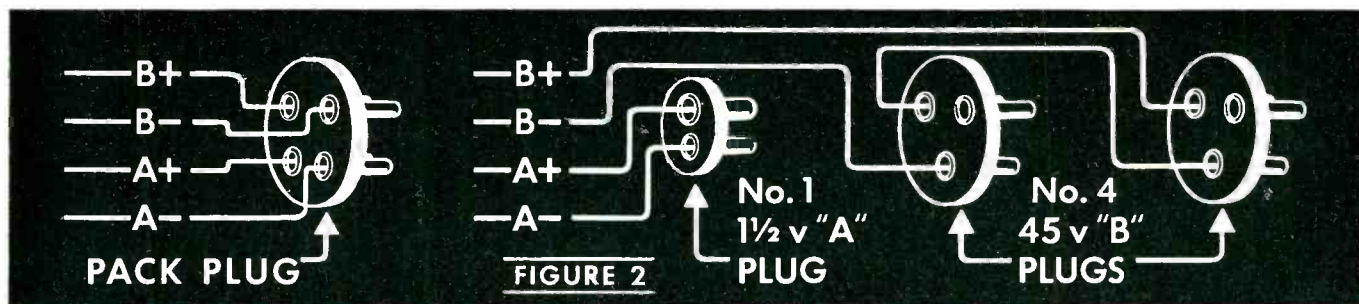 B+
B-
A+
A-
PACK PLUG
FIGURE 2
B+
B-
A+
A-
No. 1
1½ v "A"
PLUG
No. 4
45 v "B"
PLUGS